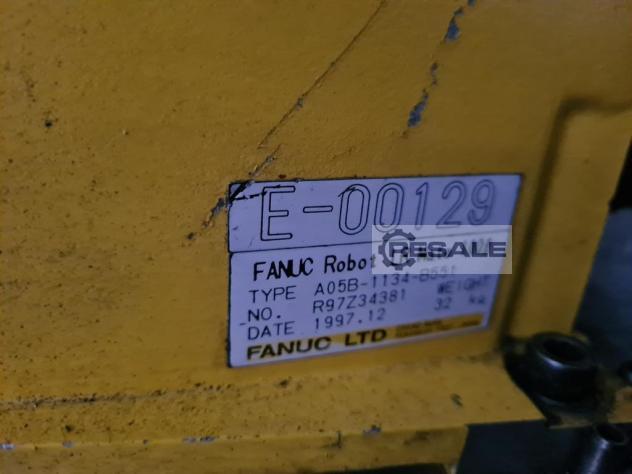 E-00129
RESALE
FANUC Robot
TYPE A05B-1134-B551
NO. R97Z34381 WEIGHT
DATE 1997.12 32 kg
FANUC LTD